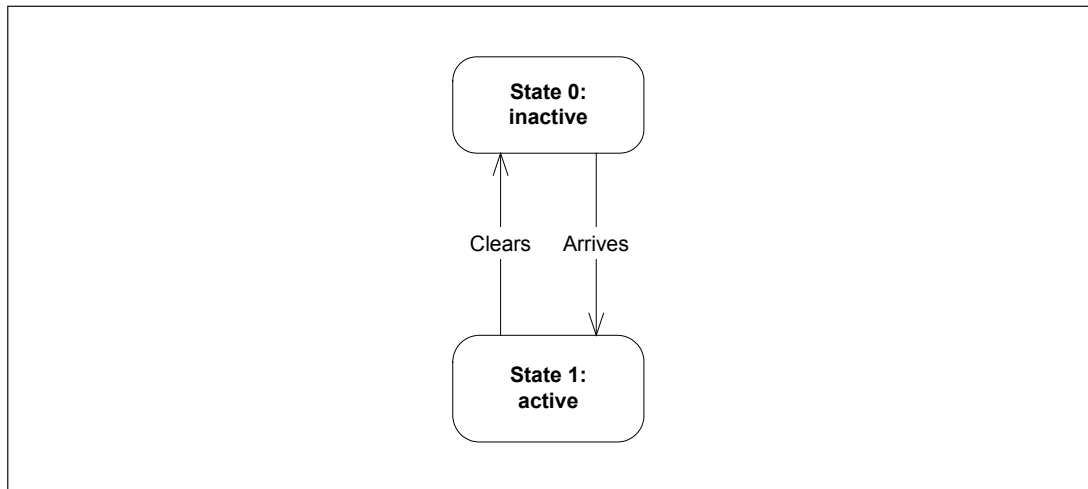 State 0:
inactive
Clears
Arrives
State 1:
active